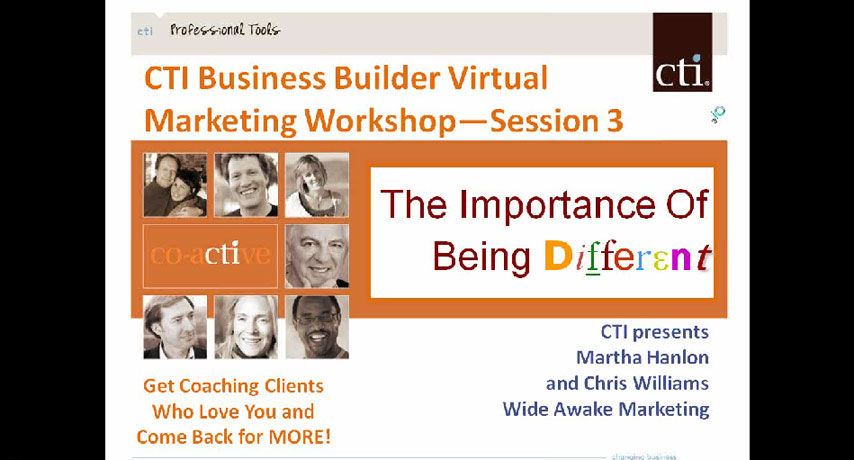 cti Professional Tools
cti
CTI Business Builder Virtual
Marketing Workshop—Session 3
co-active
The Importance Of
Being Different
CTI presents
Martha Hanlon
and Chris Williams
Wide Awake Marketing
Get Coaching Clients
Who Love You and
Come Back for MORE!
changing business